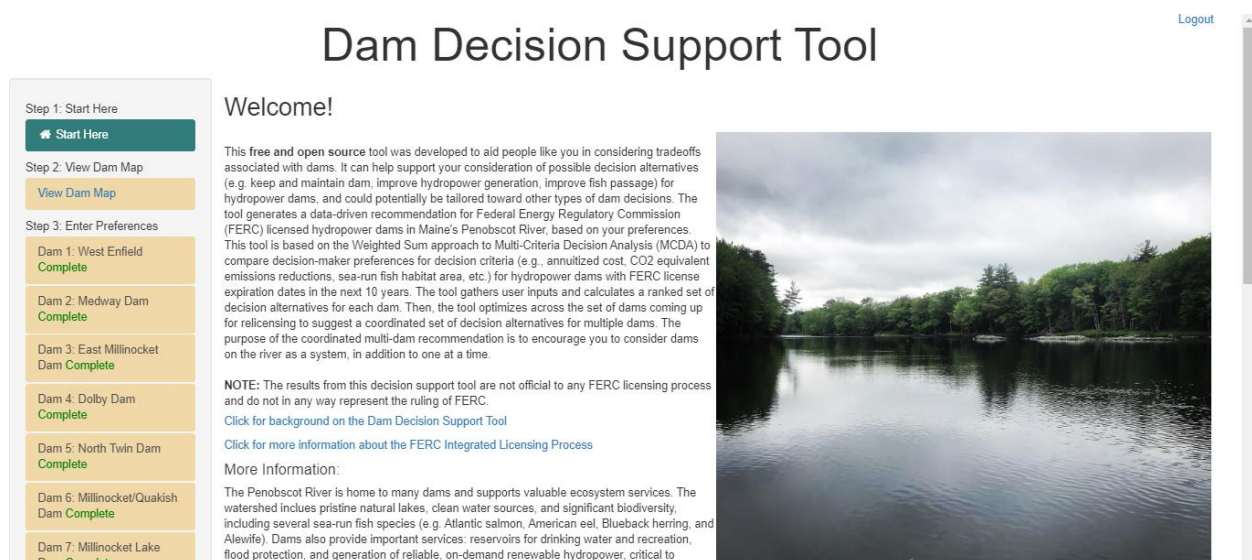 Logout
Dam Decision Support Tool
Step 1: Start Here
Start Here
Step 2: View Dam Map
View Dam Map
Step 3: Enter Preferences
Dam 1: West Enfield
Complete
Dam 2: Medway Dam
Complete
Dam 3: East Millinocket
Dam Complete
Dam 4: Dolby Dam
Complete
Dam 5: North Twin Dam
Complete
Dam 6: Millinocket/Quakish
Dam Complete
Dam 7: Millinocket Lake
Dam Complete
Welcome!
This free and open source tool was developed to aid people like you in considering tradeoffs
associated with dams. It can help support your consideration of possible decision alternatives
(e.g. keep and maintain dam, improve hydropower generation, improve fish passage) for
hydropower dams, and could potentially be tailored toward other types of dam decisions. The
tool generates a data-driven recommendation for Federal Energy Regulatory Commission
(FERC) licensed hydropower dams in Maine's Penobscot River, based on your preferences.
This tool is based on the Weighted Sum approach to Multi-Criteria Decision Analysis (MCDA) to
compare decision-maker preferences for decision criteria (e.g., annuitized cost, CO2 equivalent
emissions reductions, sea-run fish habitat area, etc.) for hydropower dams with FERC license
expiration dates in the next 10 years. The tool gathers user inputs and calculates a ranked set of
decision alternatives for each dam. Then, the tool optimizes across the set of dams coming up
for relicensing to suggest a coordinated set of decision alternatives for multiple dams. The
purpose of the coordinated multi-dam recommendation is to encourage you to consider dams
on the river as a system, in addition to one at a time.
NOTE: The results from this decision support tool are not official to any FERC licensing process
and do not in any way represent the ruling of FERC.
Click for background on the Dam Decision Support Tool
Click for more information about the FERC Integrated Licensing Process
More Information:
The Penobscot River is home to many dams and supports valuable ecosystem services. The
watershed inclues pristine natural lakes, clean water sources, and significant biodiversity,
including several sea-run fish species (e.g. Atlantic salmon, American eel, Blueback herring, and
Alewife). Dams also provide important services: reservoirs for drinking water and recreation,
flood protection, and generation of reliable, on-demand renewable hydropower, critical to